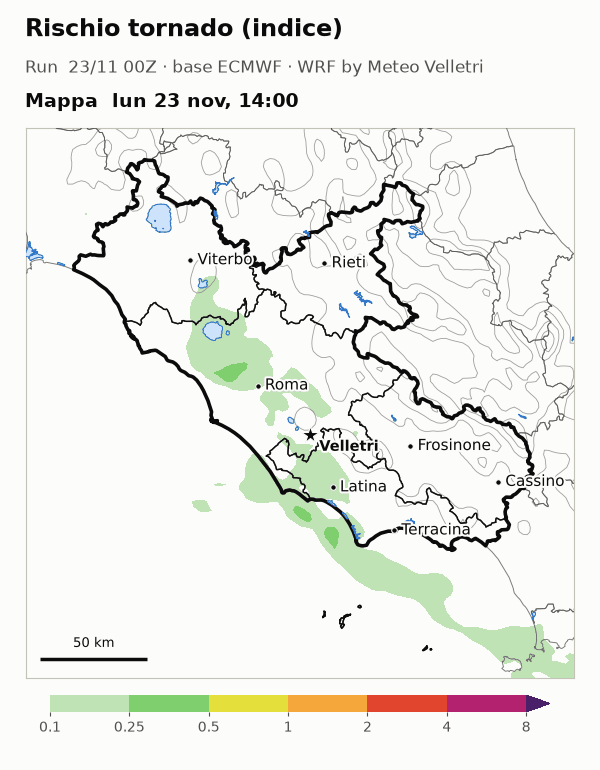 Rischio tornado (indice)
Run 23/11 00Z · base ECMWF · WRF by Meteo Velletri
Mappa lun 23 nov, 14:00
Viterbo
Rieti
Roma
Velletri
Frosinone
Latina
Cassino
Terracina
50 km
0.1 0.25 0.5 1 2 4 8